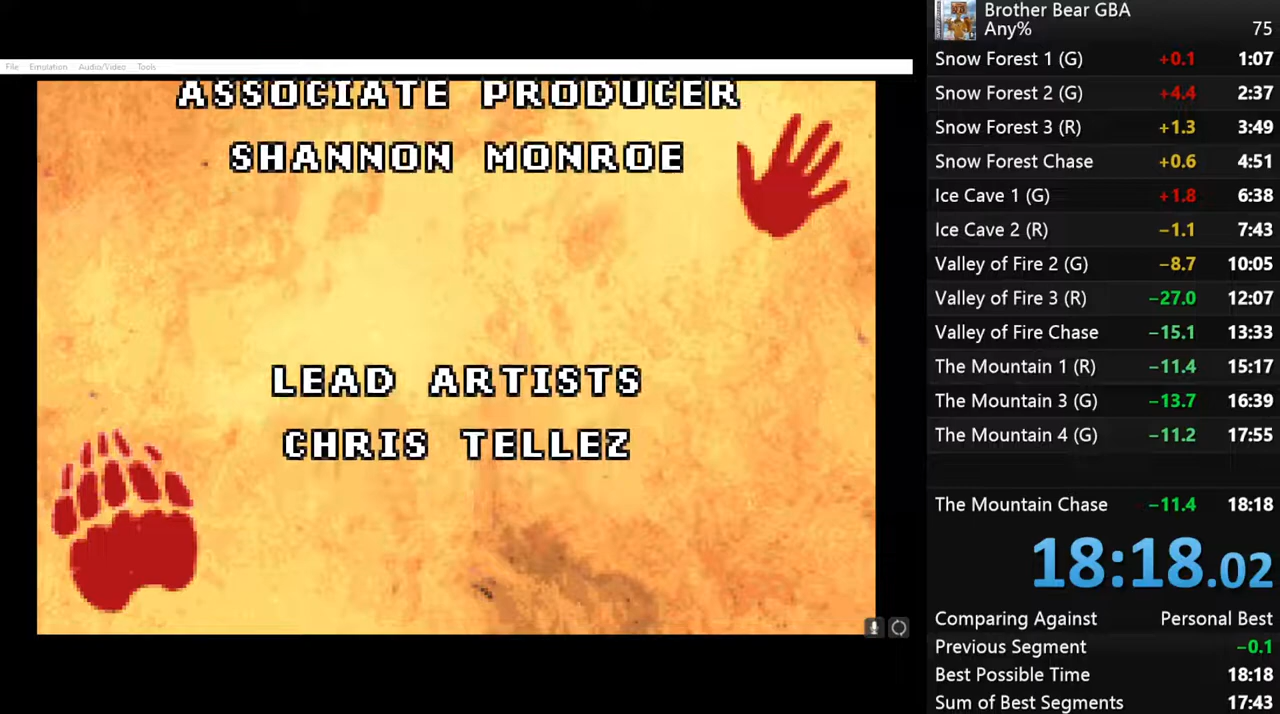 Brother Bear GBA
Any% 75
File Emulation Audio/Video Tools
ASSOCIATE PRODUCER
SHANNON MONROE
LEAD ARTISTS
CHRIS TELLEZ
Snow Forest 1 (G) +0.1 1:07
Snow Forest 2 (G) +4.4 2:37
Snow Forest 3 (R) +1.3 3:49
Snow Forest Chase +0.6 4:51
Ice Cave 1 (G) +1.8 6:38
Ice Cave 2 (R) −1.1 7:43
Valley of Fire 2 (G) −8.7 10:05
Valley of Fire 3 (R) −27.0 12:07
Valley of Fire Chase −15.1 13:33
The Mountain 1 (R) −11.4 15:17
The Mountain 3 (G) −13.7 16:39
The Mountain 4 (G) −11.2 17:55
The Mountain Chase −11.4 18:18
18:18.02
Comparing Against Personal Best
Previous Segment −0.1
Best Possible Time 18:18
Sum of Best Segments 17:43